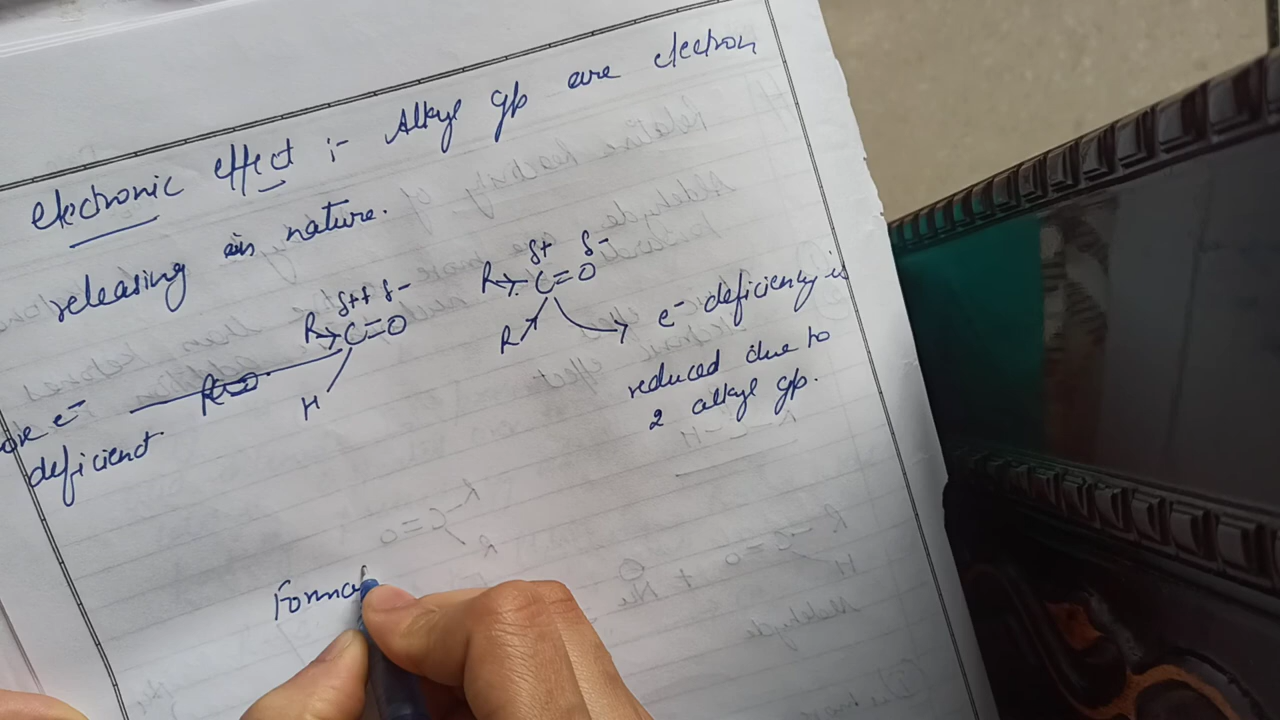 electronic effect :- Alkyl gp are electron
releasing in nature.
δ++ δ-
R C=O
H
δ+ δ-
R C=O
R
e- deficiency is
reduced due to
2 alkyl gp.
e-
deficient
Forma